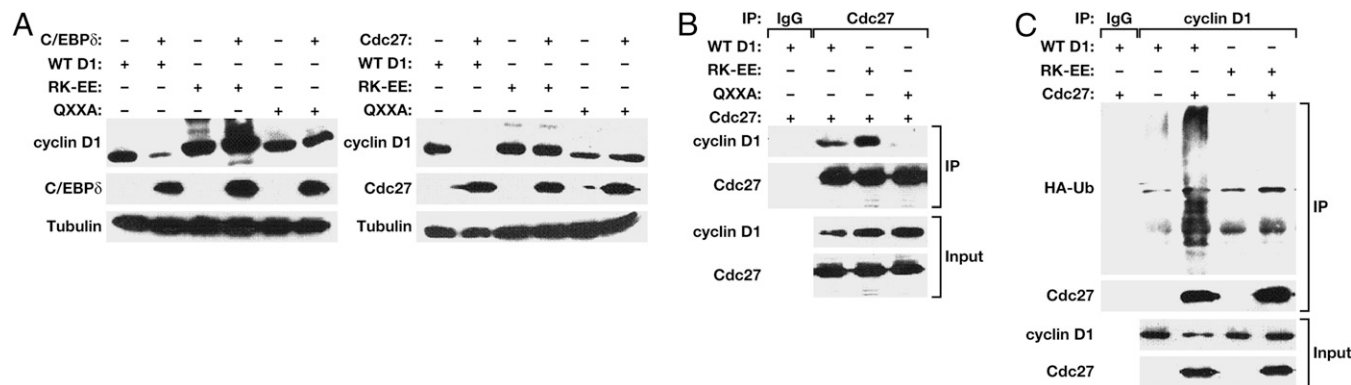 A
C/EBPδ: – + – + – +
WT D1: + + – – – –
RK-EE: – – + + – –
QXXA: – – – – + +
cyclin D1
C/EBPδ
Tubulin
Cdc27: – + – + – +
WT D1: + + – – – –
RK-EE: – – + + – –
QXXA: – – – – + +
cyclin D1
Cdc27
Tubulin
B
IP: IgG Cdc27
WT D1: + + – –
RK-EE: – – + –
QXXA: – – – +
Cdc27: + + + +
cyclin D1
Cdc27
IP
cyclin D1
Cdc27
Input
C
IP: IgG cyclin D1
WT D1: + + + – –
RK-EE: – – – + +
Cdc27: + – + – +
HA-Ub
Cdc27
IP
cyclin D1
Cdc27
Input